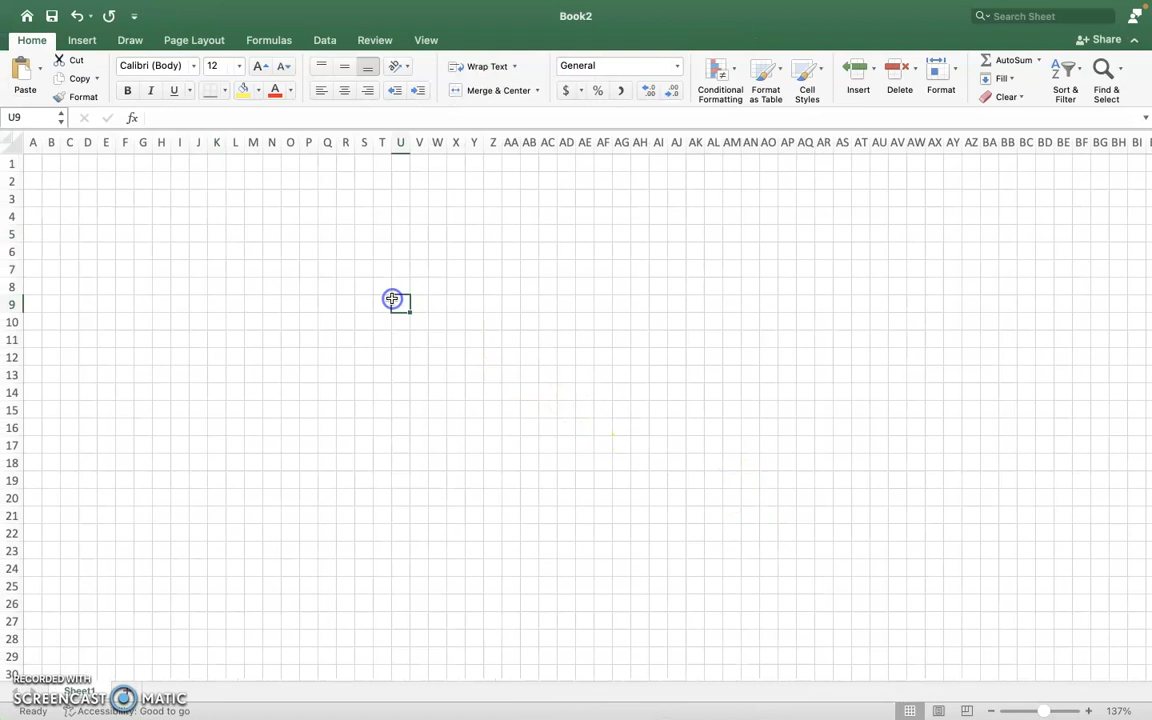 Book2
Search Sheet
Home Insert Draw Page Layout Formulas Data Review View Share
Paste Cut Copy Format
Calibri (Body) 12 A A
B I U A
Wrap Text
Merge & Center
General
$ % ,
Conditional Formatting
Format as Table
Cell Styles
Insert Delete Format
AutoSum
Fill
Clear
Sort & Filter
Find & Select
U9 fx
A B C D E F G H I J K L M N O P Q R S T U V W X Y Z AA AB AC AD AE AF AG AH AI AJ AK AL AM AN AO AP AQ AR AS AT AU AV AW AX AY AZ BA BB BC BD BE BF BG BH BI
1
2
3
4
5
6
7
8
9
10
11
12
13
14
15
16
17
18
19
20
21
22
23
24
25
26
27
28
29
30
RECORDED WITH
SCREENCAST MATIC
Sheet1
Ready Accessibility: Good to go 137%